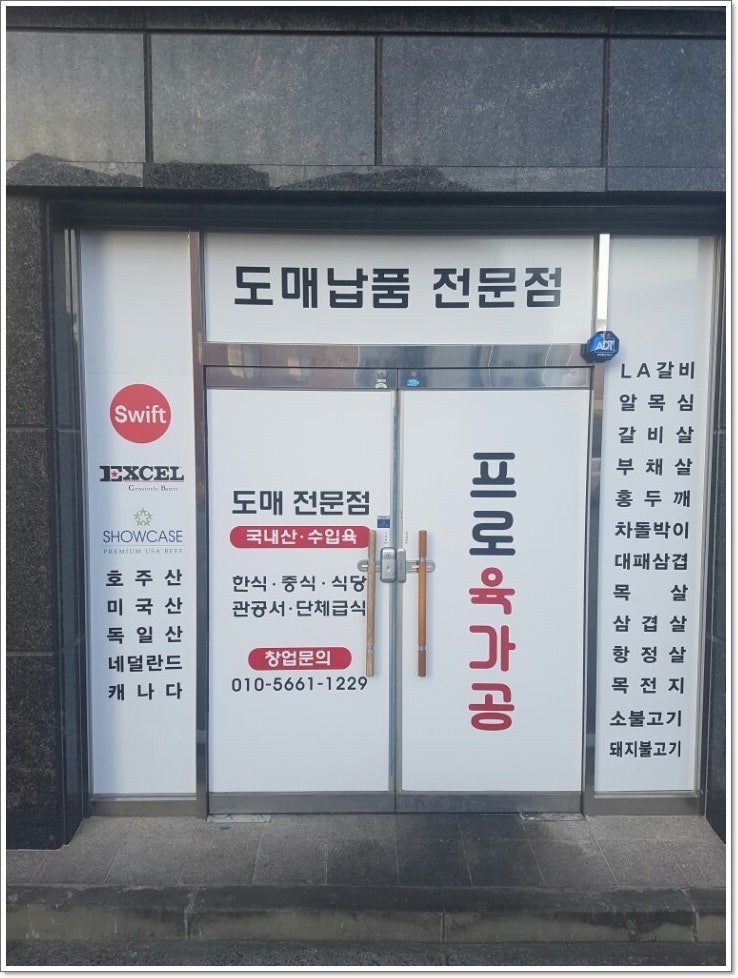 도매납품 전문점
ADT
Swift
EXCEL
Genuinely Better
SHOWCASE
PREMIUM USA BEEF
호주산
미국산
독일산
네덜란드
캐나다
도매 전문점
국내산·수입육
한식·중식·식당
관공서·단체급식
창업문의
010-5661-1229
프로육가공
LA갈비
알목심
갈비살
부채살
홍두깨
차돌박이
대패삼겹
목살
삼겹살
항정살
목전지
소불고기
돼지불고기